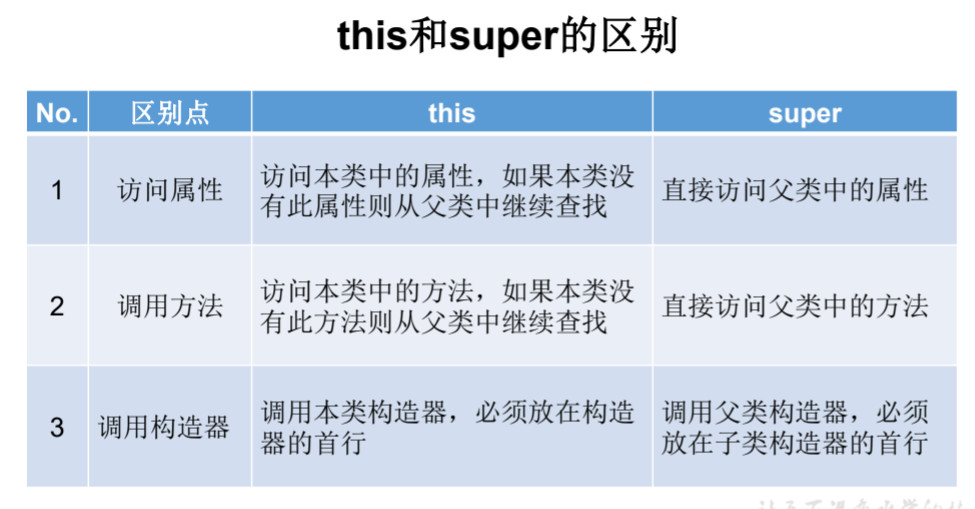 this和super的区别
No. 区别点 this super
1 访问属性 访问本类中的属性，如果本类没有此属性则从父类中继续查找 直接访问父类中的属性
2 调用方法 访问本类中的方法，如果本类没有此方法则从父类中继续查找 直接访问父类中的方法
3 调用构造器 调用本类构造器，必须放在构造器的首行 调用父类构造器，必须放在子类构造器的首行